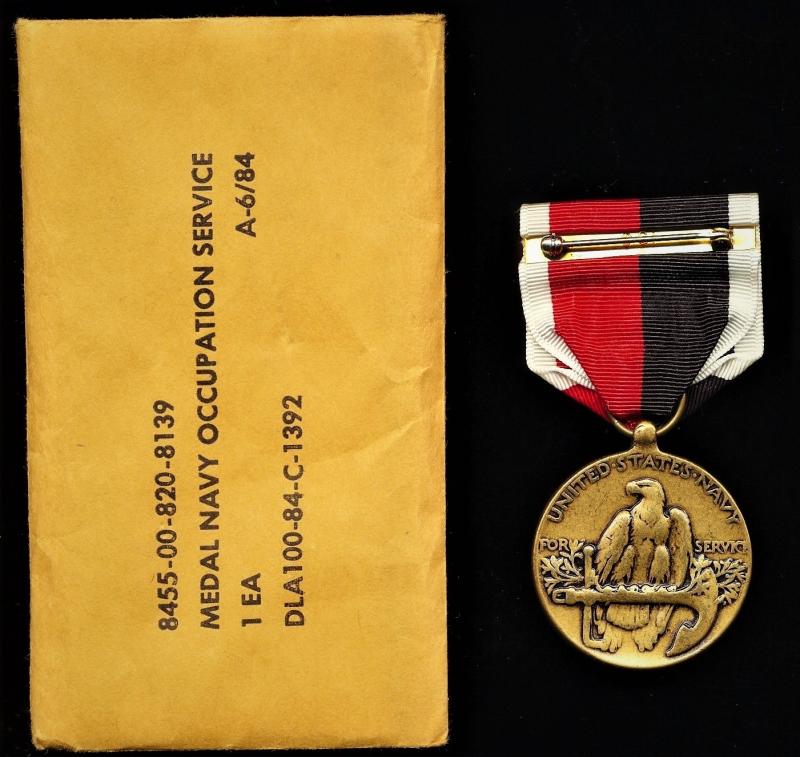 8455-00-820-8139
MEDAL NAVY OCCUPATION SERVICE
1 EA A-6/84
DLA100-84-C-1392
UNITED·STATES·NAVY
FOR SERVICE